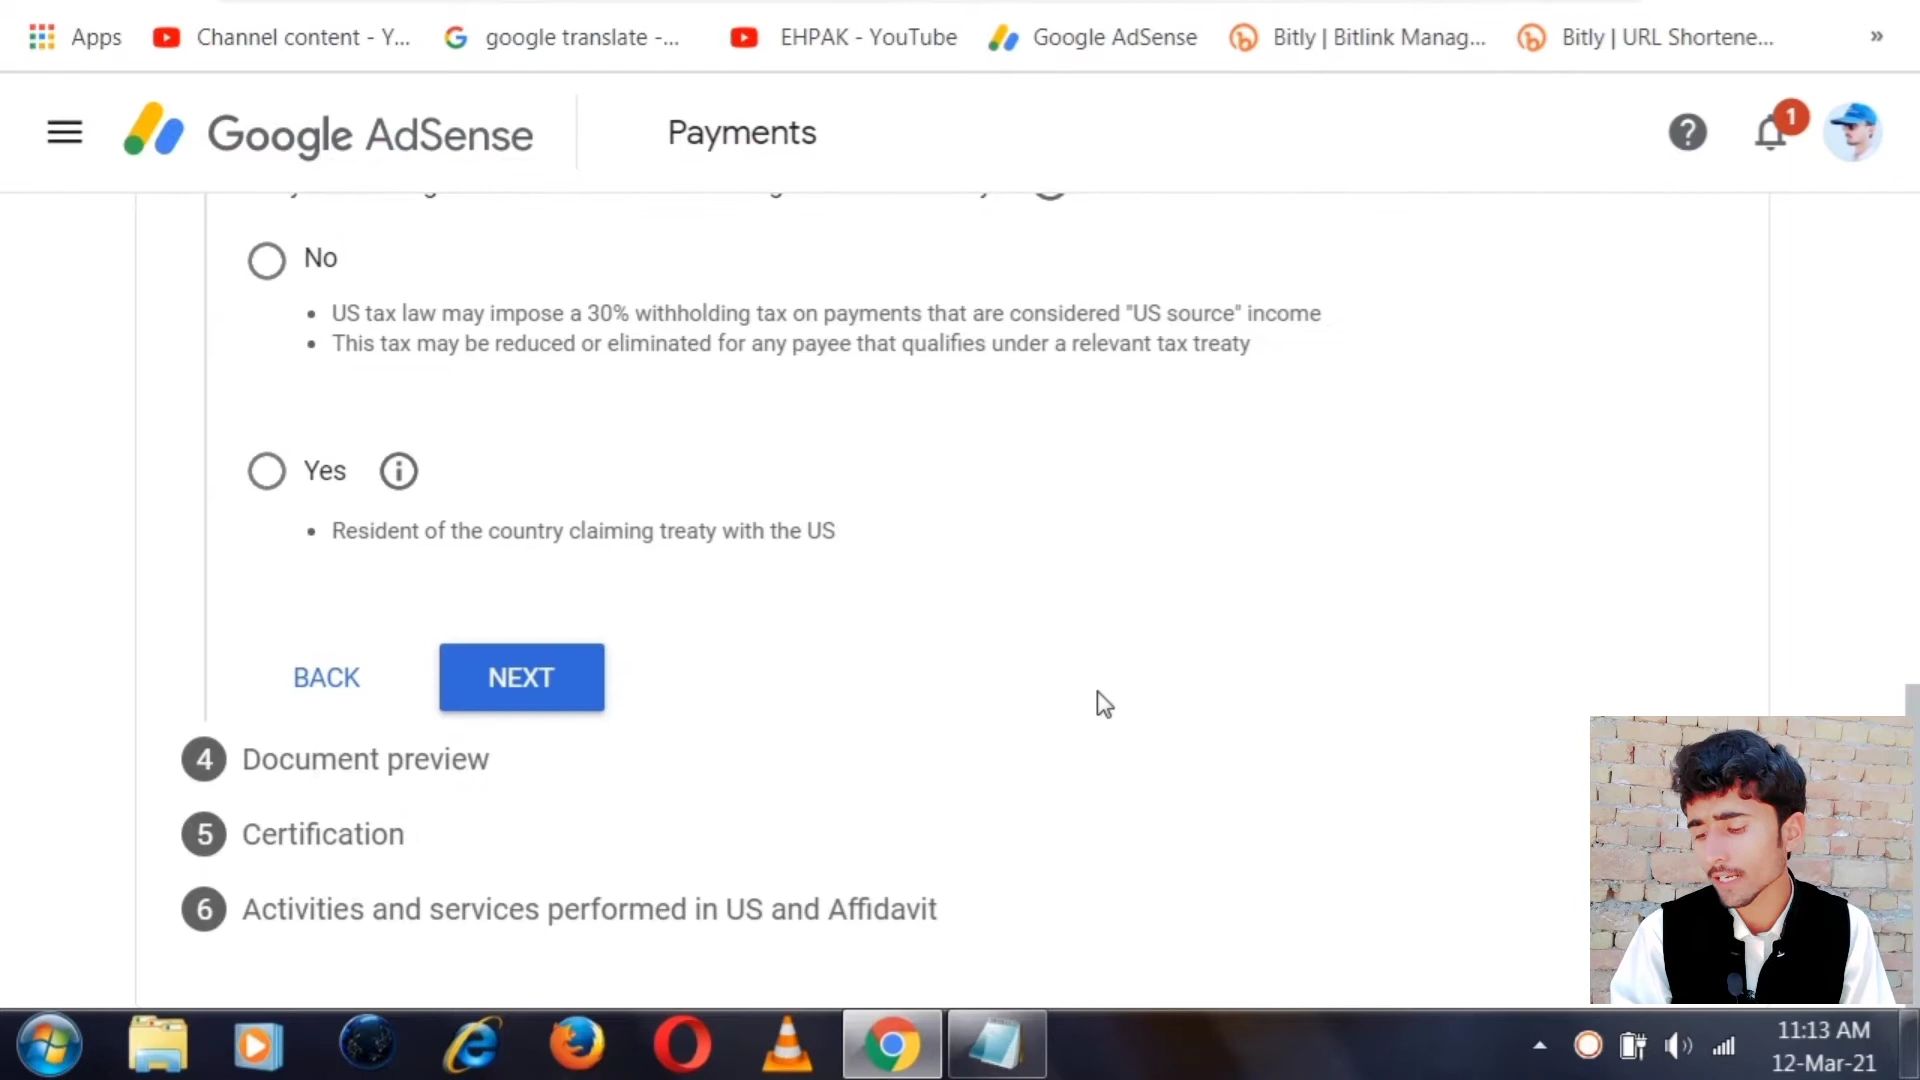 Apps
Channel content - Y...
google translate -...
EHPAK - YouTube
Google AdSense
Bitly | Bitlink Manag...
Bitly | URL Shortene...
»
Google AdSense
Payments
1
No
US tax law may impose a 30% withholding tax on payments that are considered "US source" income
This tax may be reduced or eliminated for any payee that qualifies under a relevant tax treaty
Yes
Resident of the country claiming treaty with the US
BACK
NEXT
4 Document preview
5 Certification
6 Activities and services performed in US and Affidavit
11:13 AM
12-Mar-21